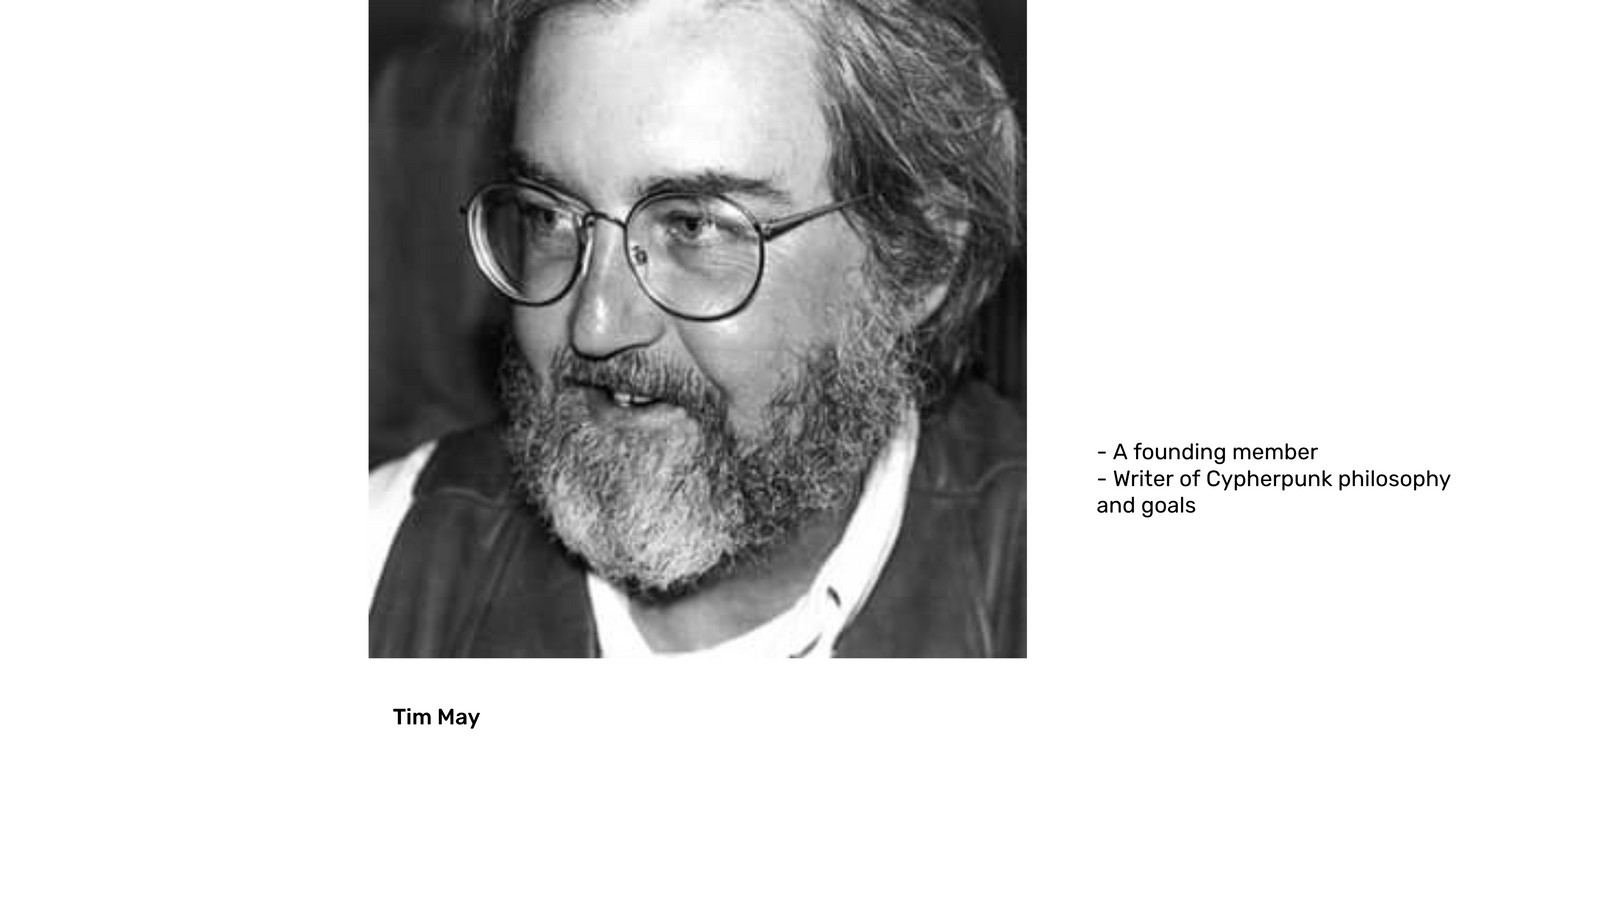 - A founding member
- Writer of Cypherpunk philosophy
and goals
Tim May